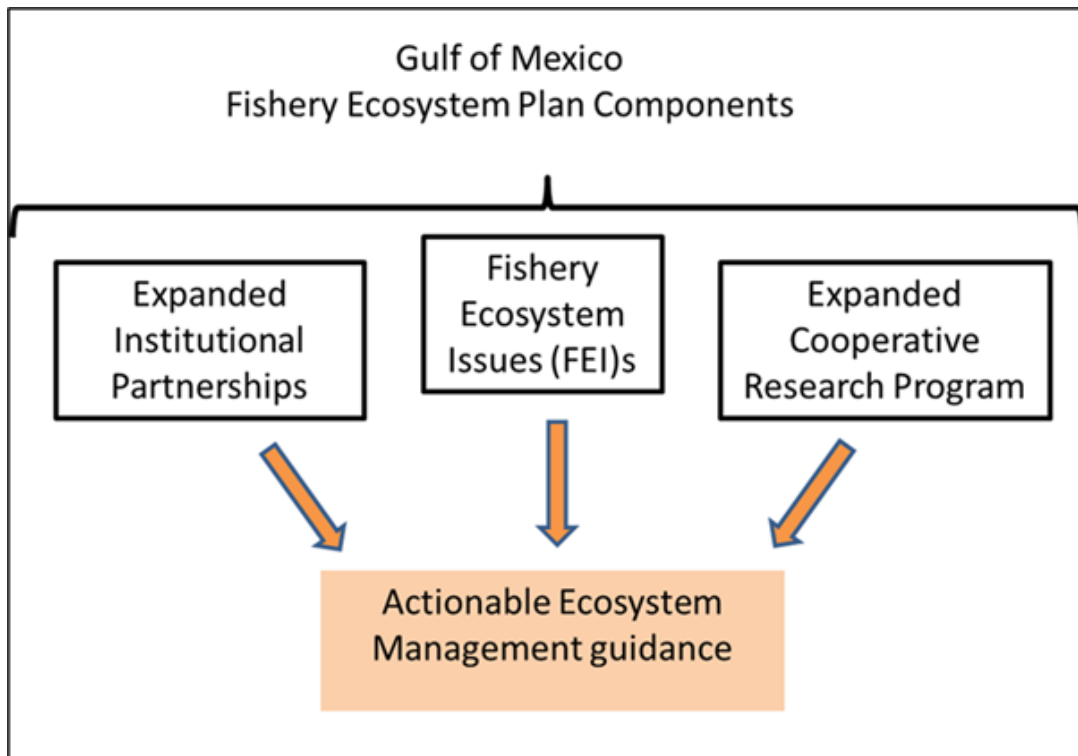 Gulf of Mexico
Fishery Ecosystem Plan Components
Expanded
Institutional
Partnerships
Fishery
Ecosystem
Issues (FEI)s
Expanded
Cooperative
Research Program
Actionable Ecosystem
Management guidance